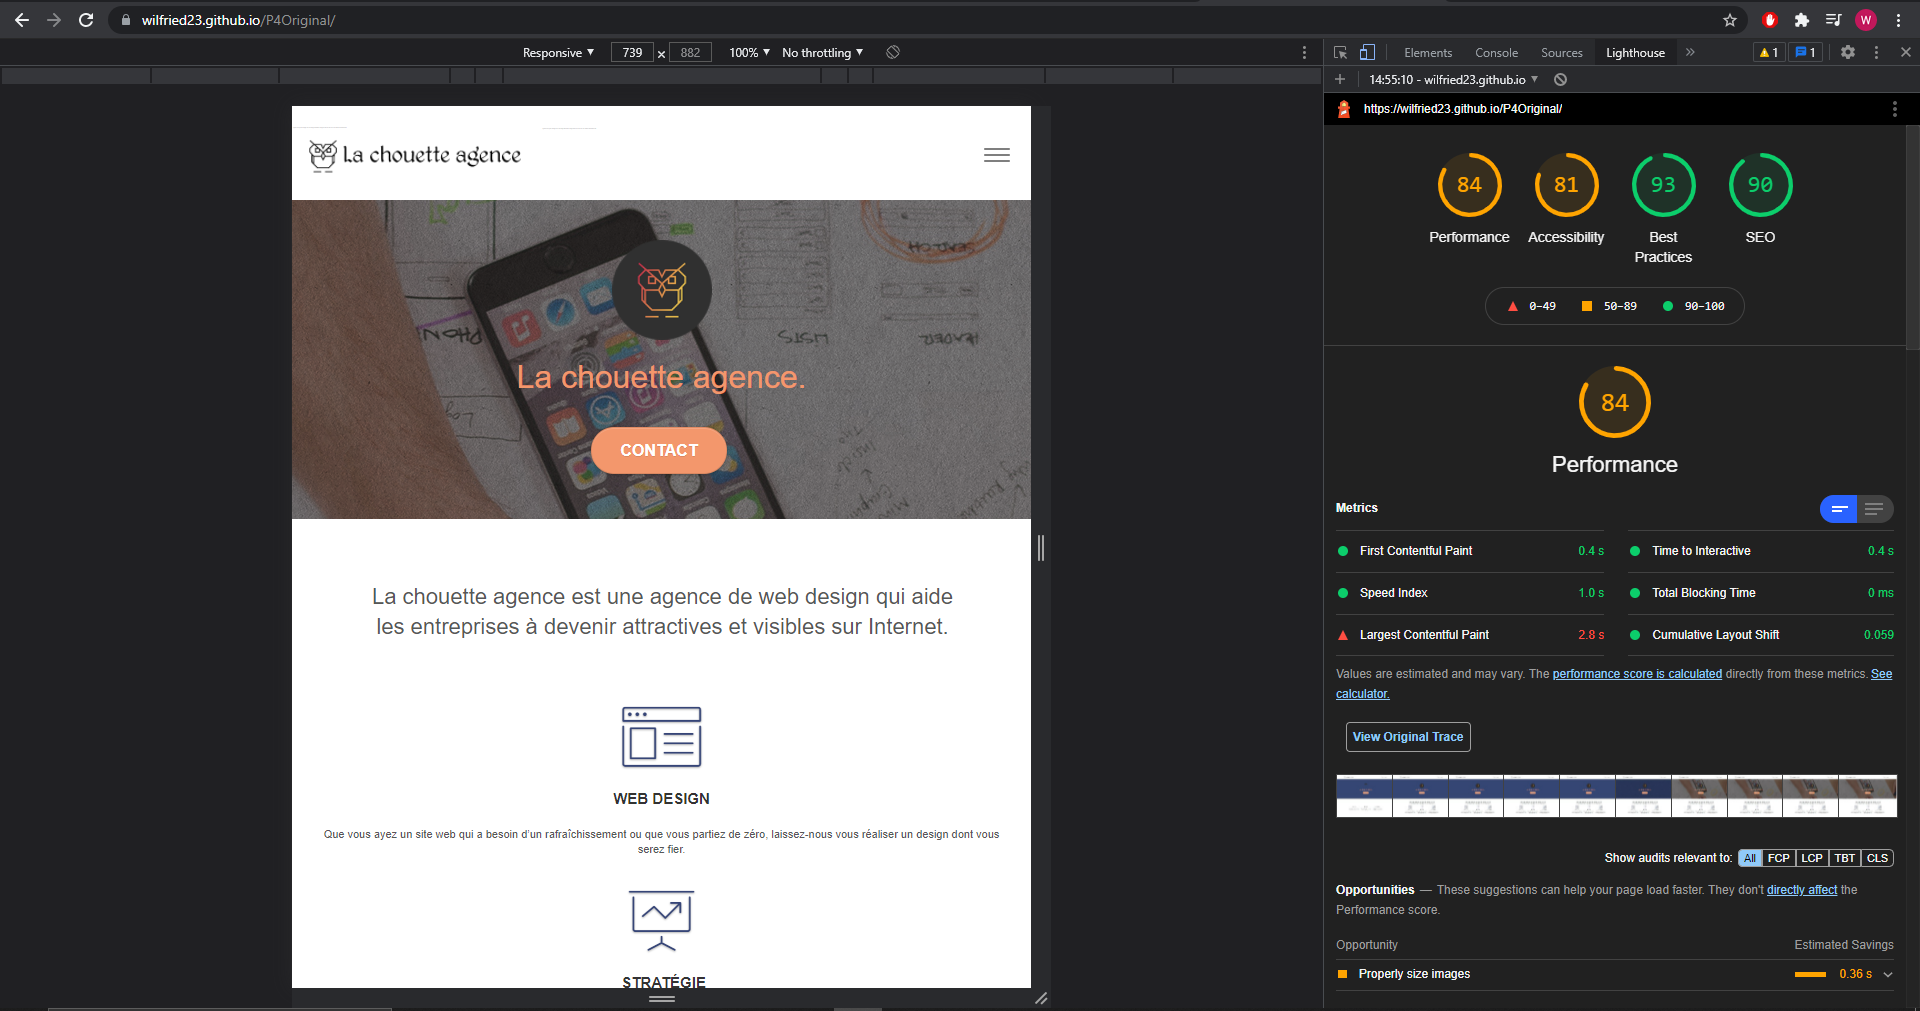 wilfried23.github.io/P4Original/
W
Responsive ▼ 739 x 882 100% ▼ No throttling ▼
Elements Console Sources Lighthouse » 1 1
14:55:10 - wilfried23.github.io ▼
https://wilfried23.github.io/P4Original/
La chouette agence
La chouette agence.
CONTACT
SEARCH
LISTS
HEADER
La chouette agence est une agence de web design qui aide
les entreprises à devenir attractives et visibles sur Internet.
WEB DESIGN
Que vous ayez un site web qui a besoin d'un rafraîchissement ou que vous partiez de zéro, laissez-nous vous réaliser un design dont vous
serez fier.
STRATÉGIE
84 81 93 90
Performance Accessibility Best Practices SEO
0–49 50–89 90–100
84
Performance
Metrics
First Contentful Paint 0.4 s
Time to Interactive 0.4 s
Speed Index 1.0 s
Total Blocking Time 0 ms
Largest Contentful Paint 2.8 s
Cumulative Layout Shift 0.059
Values are estimated and may vary. The performance score is calculated directly from these metrics. See
calculator.
View Original Trace
Show audits relevant to: All FCP LCP TBT CLS
Opportunities — These suggestions can help your page load faster. They don't directly affect the
Performance score.
Opportunity Estimated Savings
Properly size images 0.36 s